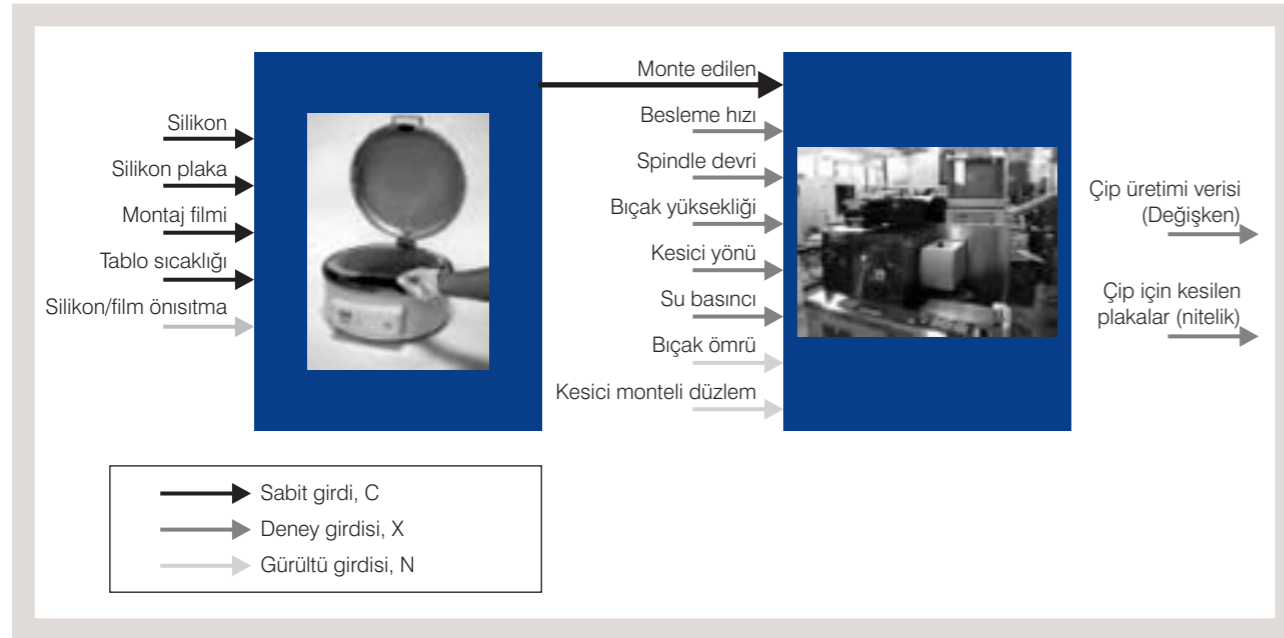 Silikon
Silikon plaka
Montaj filmi
Tablo sıcaklığı
Silikon/film önısıtma
Monte edilen
Besleme hızı
Spindle devri
Bıçak yüksekliği
Kesici yönü
Su basıncı
Bıçak ömrü
Kesici monteli düzlem
Çip üretimi verisi
(Değişken)
Çip için kesilen
plakalar (nitelik)
Sabit girdi, C
Deney girdisi, X
Gürültü girdisi, N